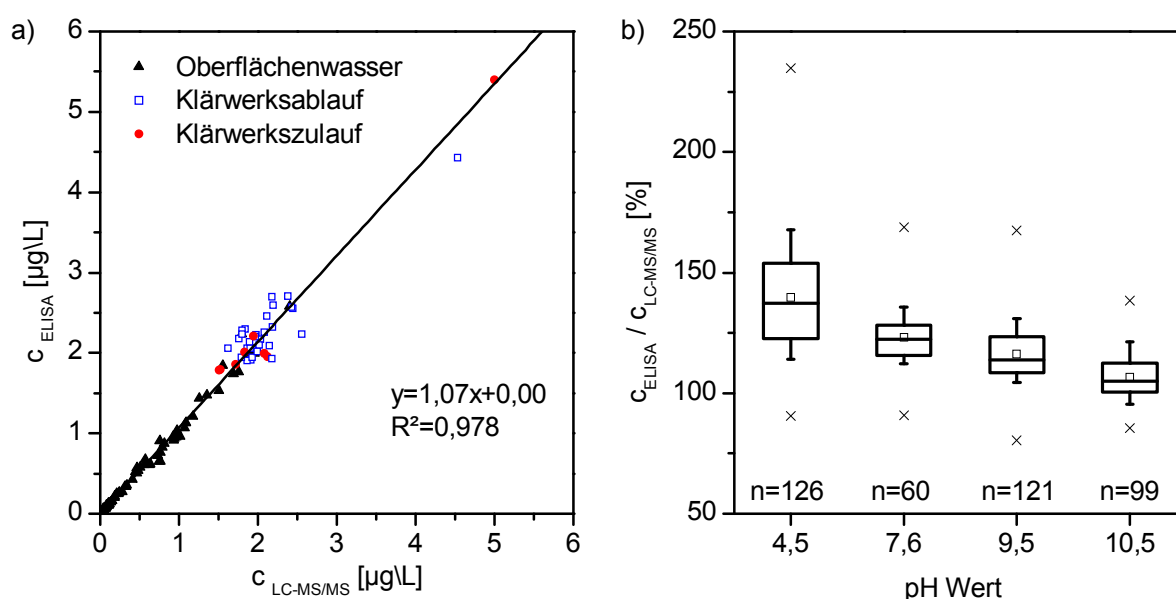 a)
6
5
4
3
2
1
0
c ELISA [µg\L]
▲ Oberflächenwasser
□ Klärwerksablauf
● Klärwerkszulauf
y=1,07x+0,00
R²=0,978
0 1 2 3 4 5 6
c LC-MS/MS [µg\L]
b)
250
200
150
100
50
c ELISA / c LC-MS/MS [%]
n=126 n=60 n=121 n=99
4,5 7,6 9,5 10,5
pH Wert